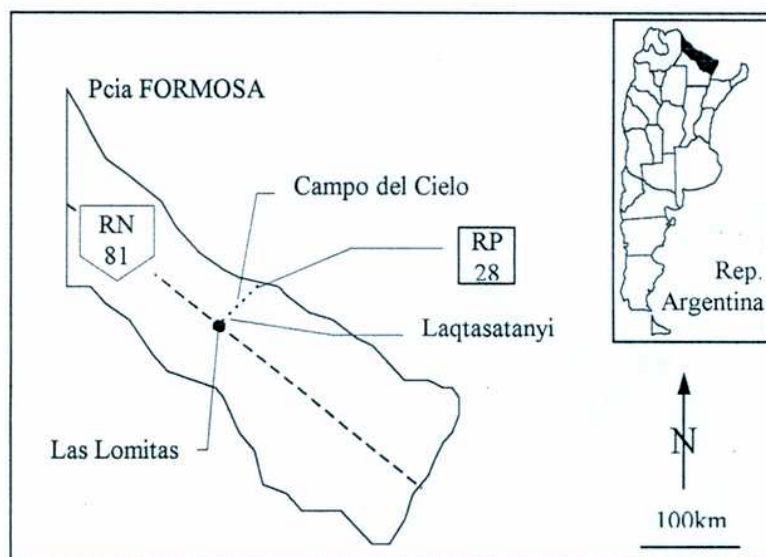 Pcia FORMOSA
Campo del Cielo
RN
81
RP
28
Rep.
Argentina
Laqtasatanyi
Las Lomitas
N
100km